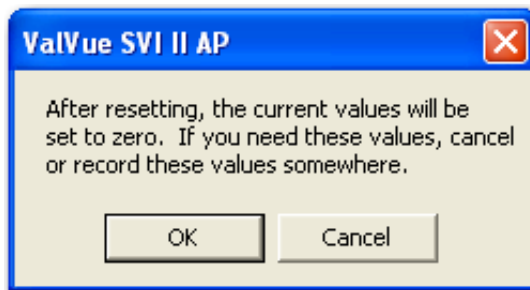 ValVue SVI II AP
After resetting, the current values will be
set to zero.  If you need these values, cancel
or record these values somewhere.
OK
Cancel